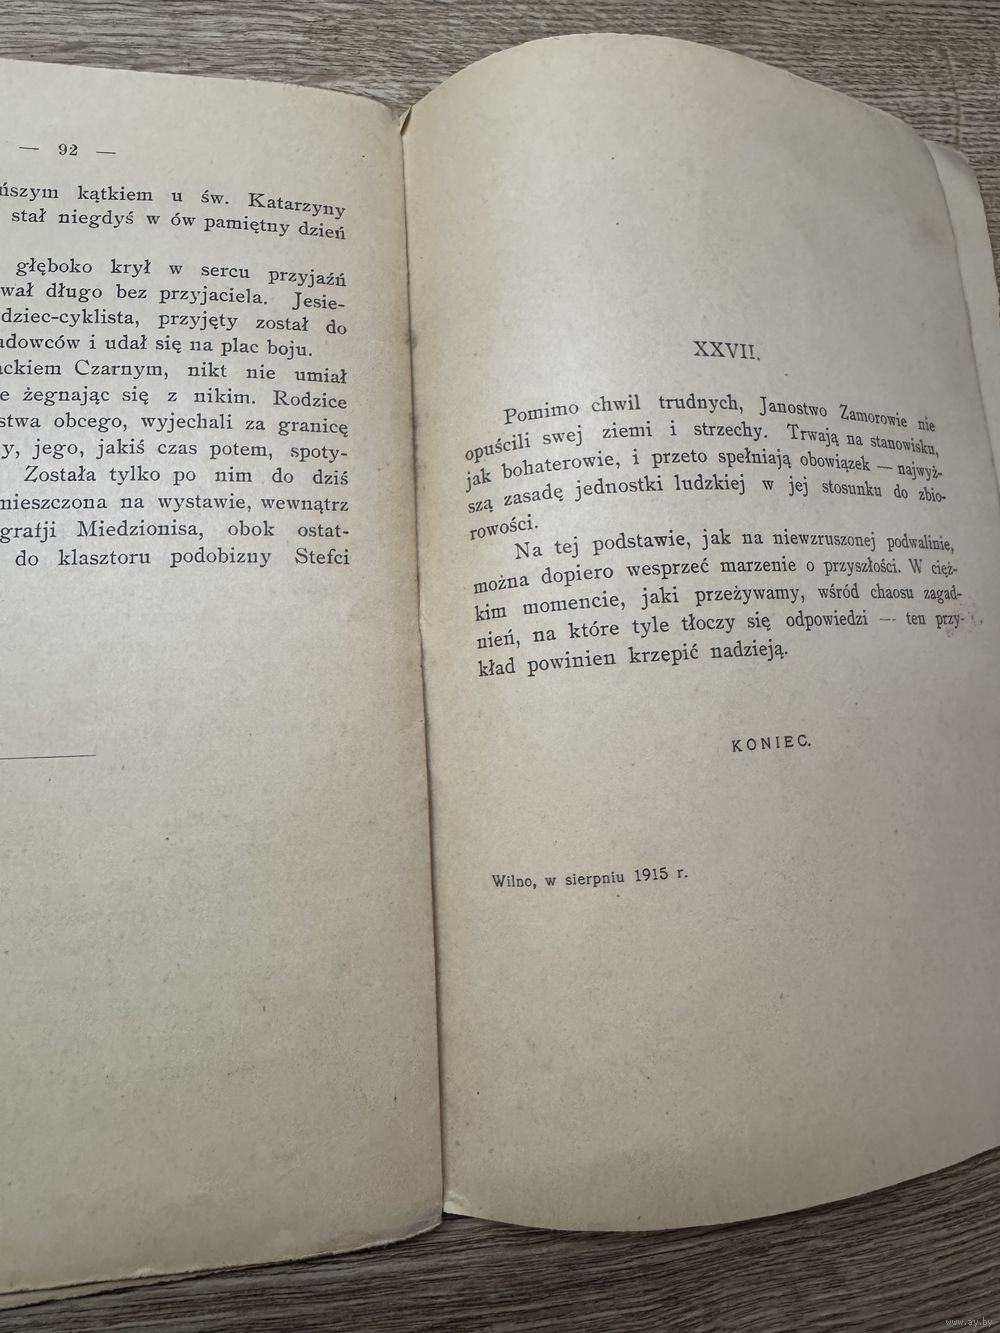 — 92 —
ńszym kątkiem u św. Katarzyny
stał niegdyś w ów pamiętny dzień
głęboko krył w sercu przyjaźń
wał długo bez przyjaciela. Jesie-
dziec-cyklista, przyjęty został do
adowców i udał się na plac boju.
ackiem Czarnym, nikt nie umiał
e żegnając się z nikim. Rodzice
stwa obcego, wyjechali za granicę
y, jego, jakiś czas potem, spoty-
Została tylko po nim do dziś
mieszczona na wystawie, wewnątrz
grafji Miedzionisa, obok ostat-
do klasztoru podobizny Stefci
XXVII.
Pomimo chwil trudnych, Janostwo Zamorowie nie
opuścili swej ziemi i strzechy. Trwają na stanowisku,
jak bohaterowie, i przeto spełniają obowiązek — najwyż-
szą zasadę jednostki ludzkiej w jej stosunku do zbio-
rowości.
Na tej podstawie, jak na niewzruszonej podwalinie,
można dopiero wesprzeć marzenie o przyszłości. W cięż-
kim momencie, jaki przeżywamy, wśród chaosu zagad-
nień, na które tyle tłoczy się odpowiedzi — ten przy-
kład powinien krzepić nadzieją.
KONIEC.
Wilno, w sierpniu 1915 r.
www.ay.by